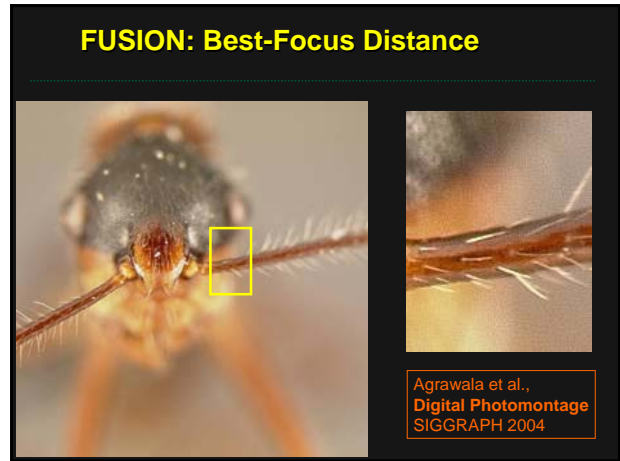 FUSION: Best-Focus Distance
Agrawala et al.,
Digital Photomontage
SIGGRAPH 2004